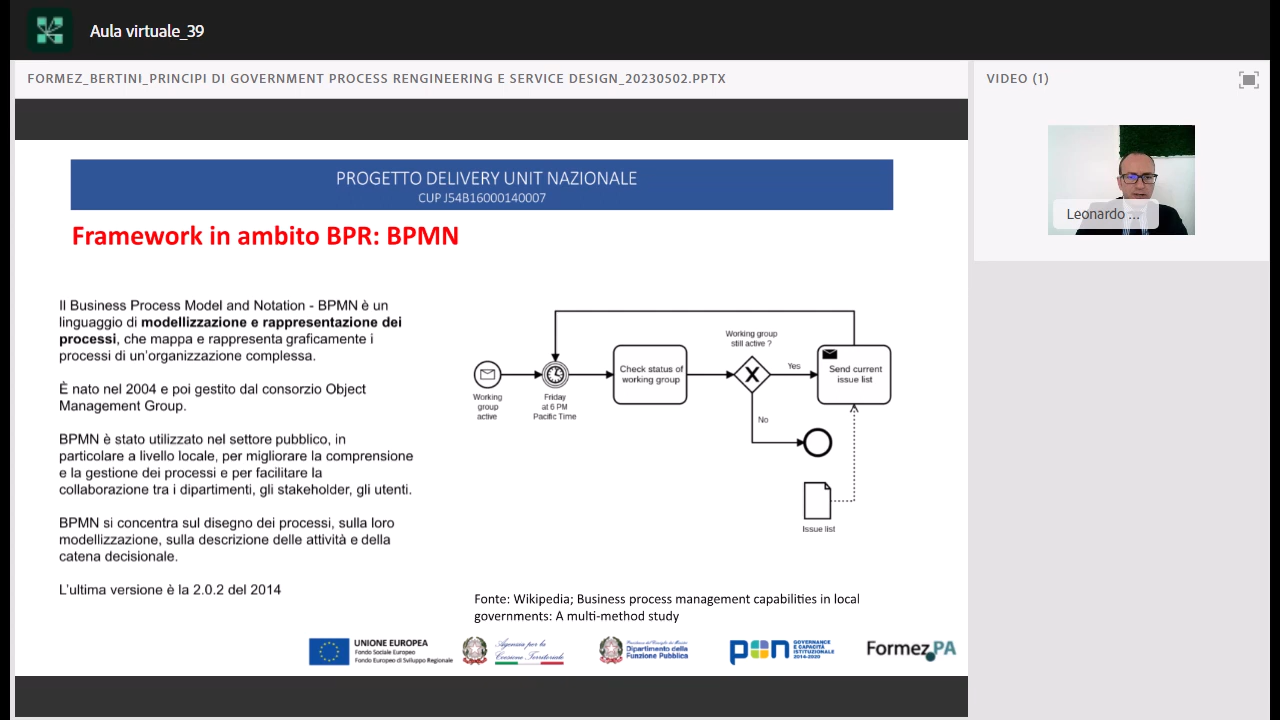 Aula virtuale_39
FORMEZ_BERTINI_PRINCIPI DI GOVERNMENT PROCESS RENGINEERING E SERVICE DESIGN_20230502.PPTX
VIDEO (1)
Leonardo ...
PROGETTO DELIVERY UNIT NAZIONALE
CUP J54B16000140007
Framework in ambito BPR: BPMN
Il Business Process Model and Notation - BPMN è un
linguaggio di modellizzazione e rappresentazione dei
processi, che mappa e rappresenta graficamente i
processi di un'organizzazione complessa.
È nato nel 2004 e poi gestito dal consorzio Object
Management Group.
BPMN è stato utilizzato nel settore pubblico, in
particolare a livello locale, per migliorare la comprensione
e la gestione dei processi e per facilitare la
collaborazione tra i dipartimenti, gli stakeholder, gli utenti.
BPMN si concentra sul disegno dei processi, sulla loro
modellizzazione, sulla descrizione delle attività e della
catena decisionale.
L'ultima versione è la 2.0.2 del 2014
Working
group
active
Friday
at 6 PM
Pacific Time
Check status of
working group
Working group
still active ?
Yes
No
Send current
issue list
Issue list
Fonte: Wikipedia; Business process management capabilities in local
governments: A multi-method study
UNIONE EUROPEA
Fondo Sociale Europeo
Fondo Europeo di Sviluppo Regionale
Agenzia per la
Coesione Territoriale
Presidenza del Consiglio dei Ministri
Dipartimento della
Funzione Pubblica
pon
GOVERNANCE
E CAPACITÀ
ISTITUZIONALE
2014-2020
Formez PA